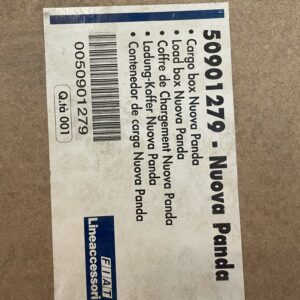 50901279 - Nuova Panda
• Cargo box Nuova Panda
• Load box Nuova Panda
• Coffre de Chargement Nuova Panda
• Ladung-Koffer Nuova Panda
• Contenedor de carga Nuova Panda
0050901279
Q.tà 001
FIAT
Lineaccessori